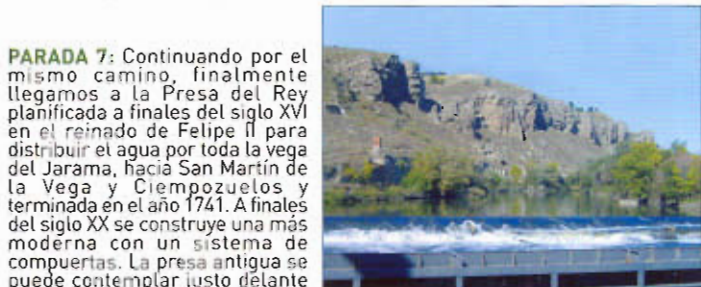 PARADA 7: Continuando por el
mismo camino, finalmente
llegamos a la Presa del Rey
planificada a finales del siglo XVI
en el reinado de Felipe II para
distribuir el agua por toda la vega
del Jarama, hacia San Martín de
la Vega y Ciempozuelos y
terminada en el año 1741. A finales
del siglo XX se construye una más
moderna con un sistema de
compuertas. La presa antigua se
puede contemplar justo delante